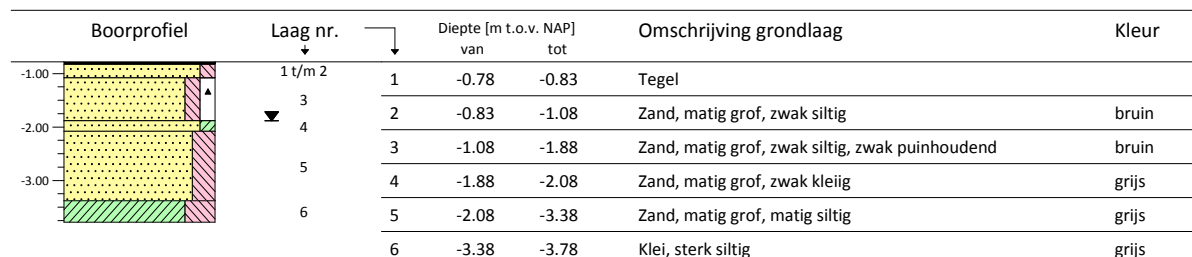 Boorprofiel Laag nr. Diepte [m t.o.v. NAP] Omschrijving grondlaag Kleur
van tot
-1.00 1 t/m 2
1 -0.78 -0.83 Tegel
3
2 -0.83 -1.08 Zand, matig grof, zwak siltig bruin
-2.00 4
3 -1.08 -1.88 Zand, matig grof, zwak siltig, zwak puinhoudend bruin
5
-3.00
4 -1.88 -2.08 Zand, matig grof, zwak kleiig grijs
6
5 -2.08 -3.38 Zand, matig grof, matig siltig grijs
6 -3.38 -3.78 Klei, sterk siltig grijs